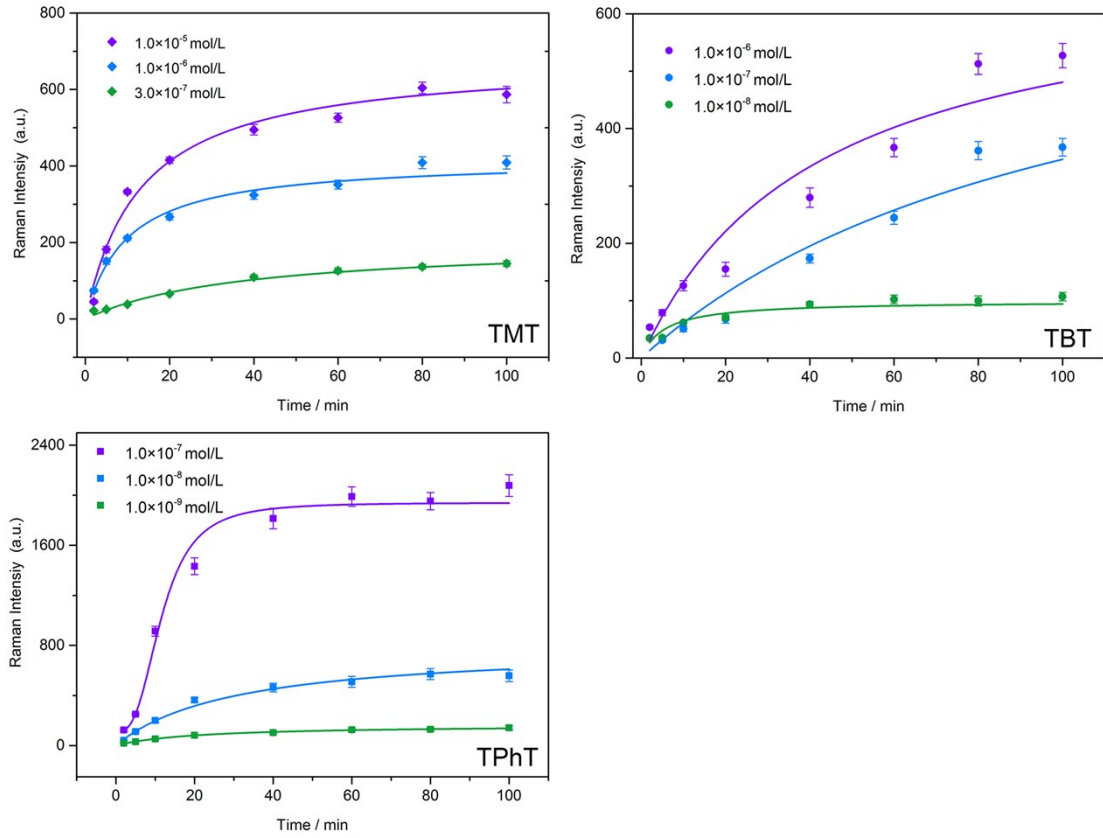 800
600
400
200
0
Raman Intensiy (a.u.)
1.0×10⁻⁵ mol/L
1.0×10⁻⁶ mol/L
3.0×10⁻⁷ mol/L
TMT
0 20 40 60 80 100
Time / min
600
400
200
0
Raman Intensiy (a.u.)
1.0×10⁻⁶ mol/L
1.0×10⁻⁷ mol/L
1.0×10⁻⁸ mol/L
TBT
0 20 40 60 80 100
Time / min
2400
1600
800
0
Raman Intensiy (a.u.)
1.0×10⁻⁷ mol/L
1.0×10⁻⁸ mol/L
1.0×10⁻⁹ mol/L
TPhT
0 20 40 60 80 100
Time / min